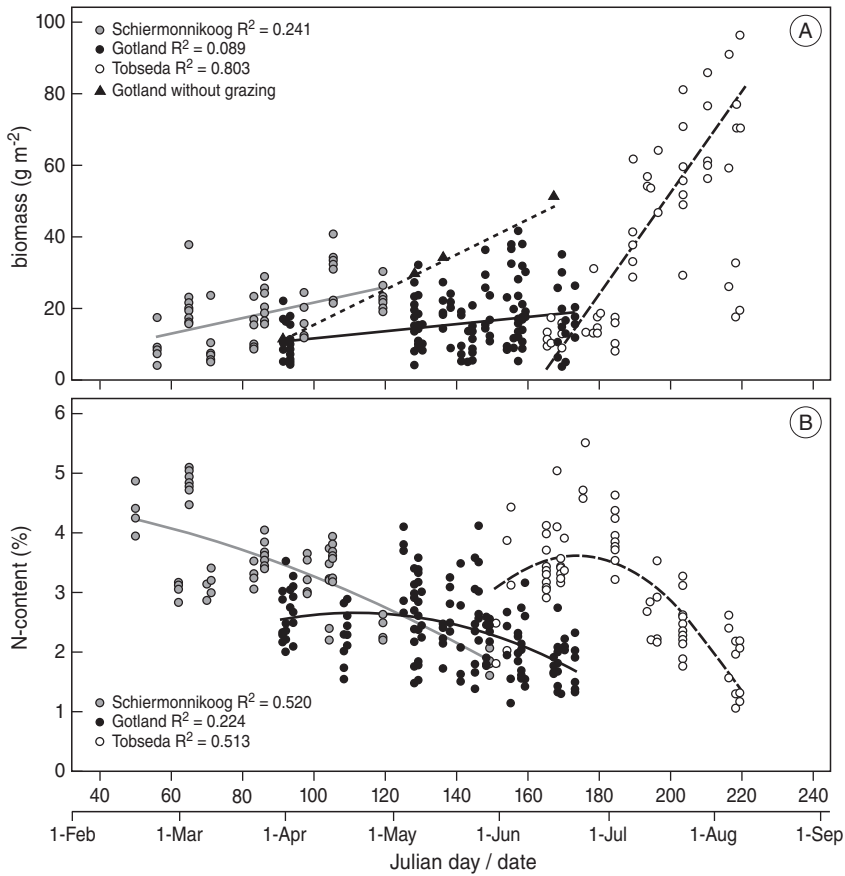 100
80
60
40
20
0
biomass (g m-2)
Schiermonnikoog R2 = 0.241
Gotland R2 = 0.089
Tobseda R2 = 0.803
Gotland without grazing
A
6
5
4
3
2
1
0
N-content (%)
B
Schiermonnikoog R2 = 0.520
Gotland R2 = 0.224
Tobseda R2 = 0.513
40 60 80 100 120 140 160 180 200 220 240
1-Feb 1-Mar 1-Apr 1-May 1-Jun 1-Jul 1-Aug 1-Sep
Julian day / date